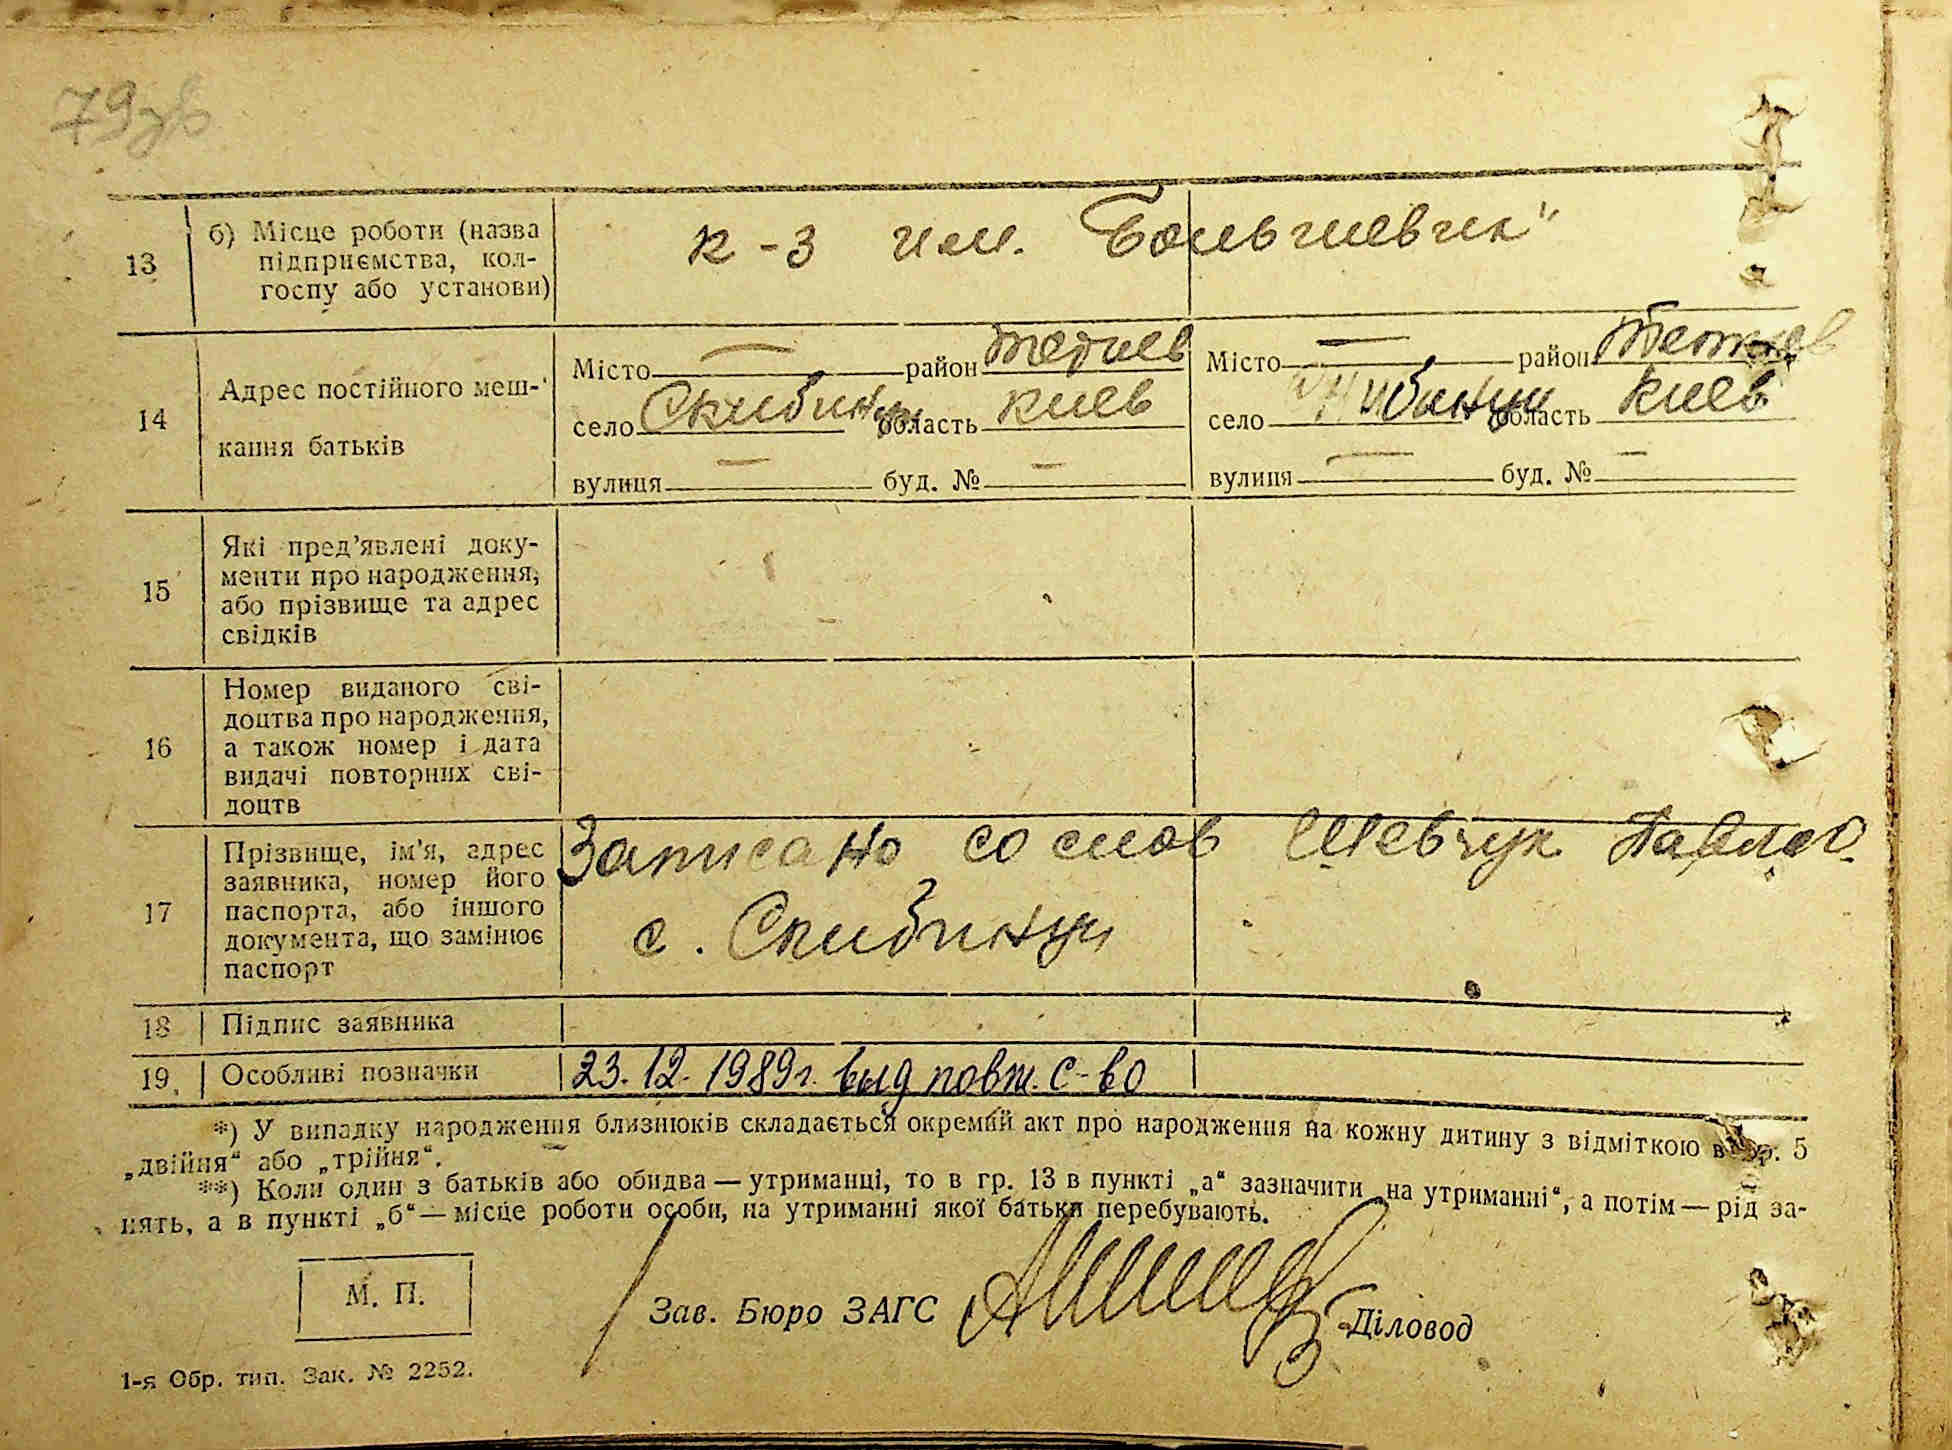 79зв
13 б) Місце роботи (назва підприємства, кол-
госпу або установи)
к-з им. Большевик"
14 Адрес постійного меш-
кання батьків
Місто — район Тетиев
село Скибинци область Киев
вулиця — буд. № —
Місто — район Тетиев
село Скибинци область Киев
вулиця — буд. № —
15 Які пред'явлені доку-
менти про народження,
або прізвище та адрес
свідків
16 Номер виданого сві-
доцтва про народження,
а також номер і дата
видачі повторних сві-
доцтв
17 Прізвище, ім'я, адрес
заявника, номер його
паспорта, або іншого
документа, що замінює
паспорт
Записано со слов Шевчук
с. Скибинци
18 Підпис заявника
19 Особливі позначки
23.12.1989г. выд повт. с-во
*) У випадку народження близнюків складається окремий акт про народження на кожну дитину з відміткою в гр. 5
„двійня“ або „трійня“.
**) Коли один з батьків або обидва — утриманці, то в гр. 13 в пункті „а“ зазначити „на утриманні“, а потім — рід за-
нять, а в пункті „б“ — місце роботи особи, на утриманні якої батьки перебувають.
М. П.
Зав. Бюро ЗАГС
Діловод
1-я Обр. тип. Зак. № 2252.